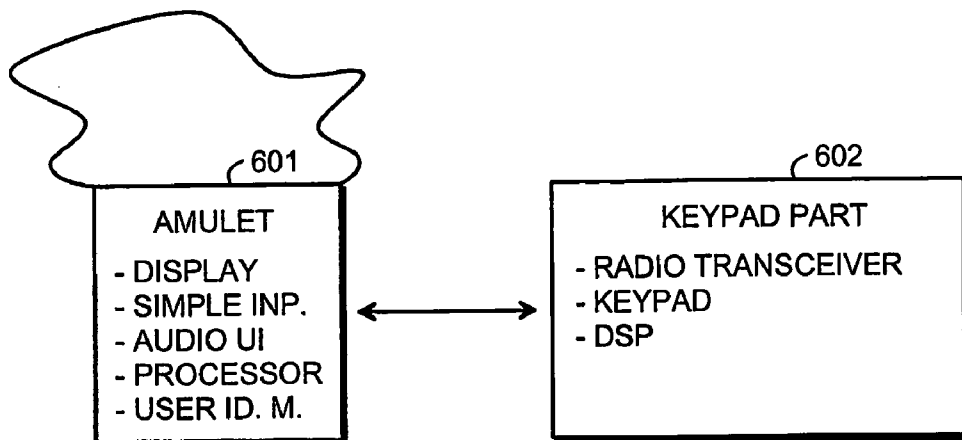 601
AMULET
- DISPLAY
- SIMPLE INP.
- AUDIO UI
- PROCESSOR
- USER ID. M.
602
KEYPAD PART
- RADIO TRANSCEIVER
- KEYPAD
- DSP